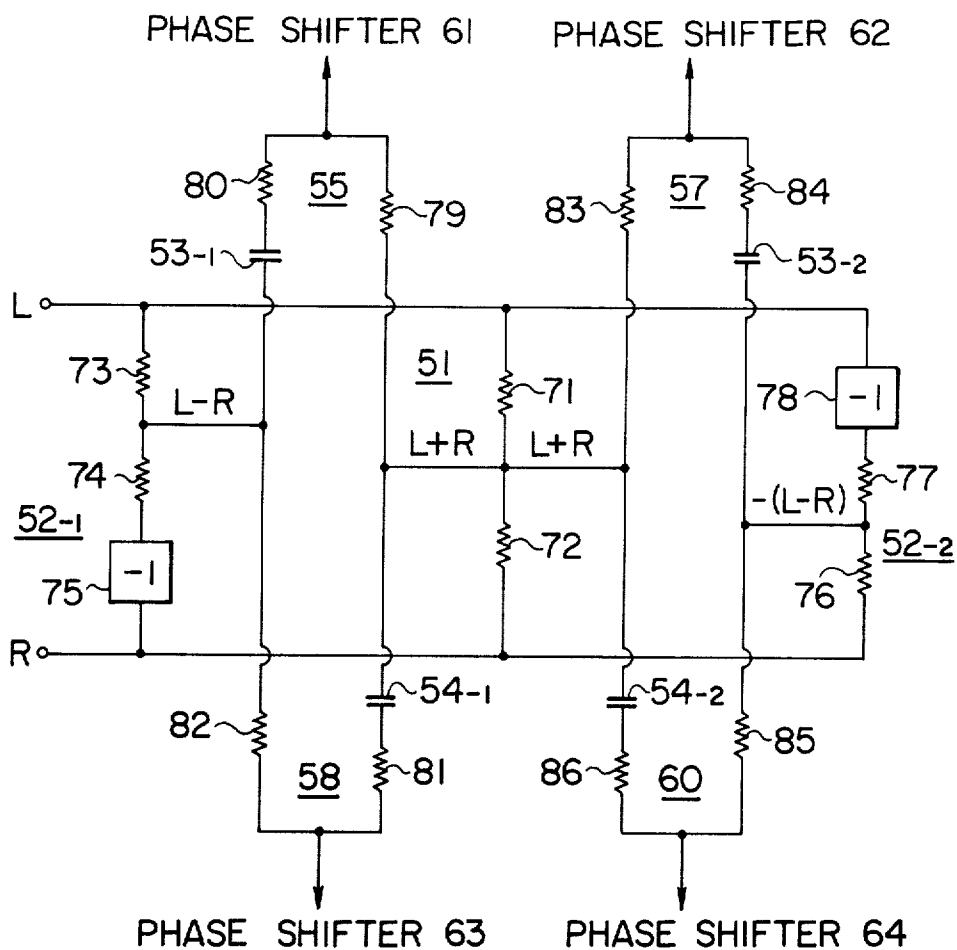 PHASE SHIFTER 61
PHASE SHIFTER 62
80
55
79
83
57
84
53-1
53-2
L
73
51
71
78
-1
L-R
L+R
L+R
74
77
-(L-R)
52-1
72
52-2
75
-1
76
R
54-1
54-2
82
85
58
81
86
60
PHASE SHIFTER 63
PHASE SHIFTER 64